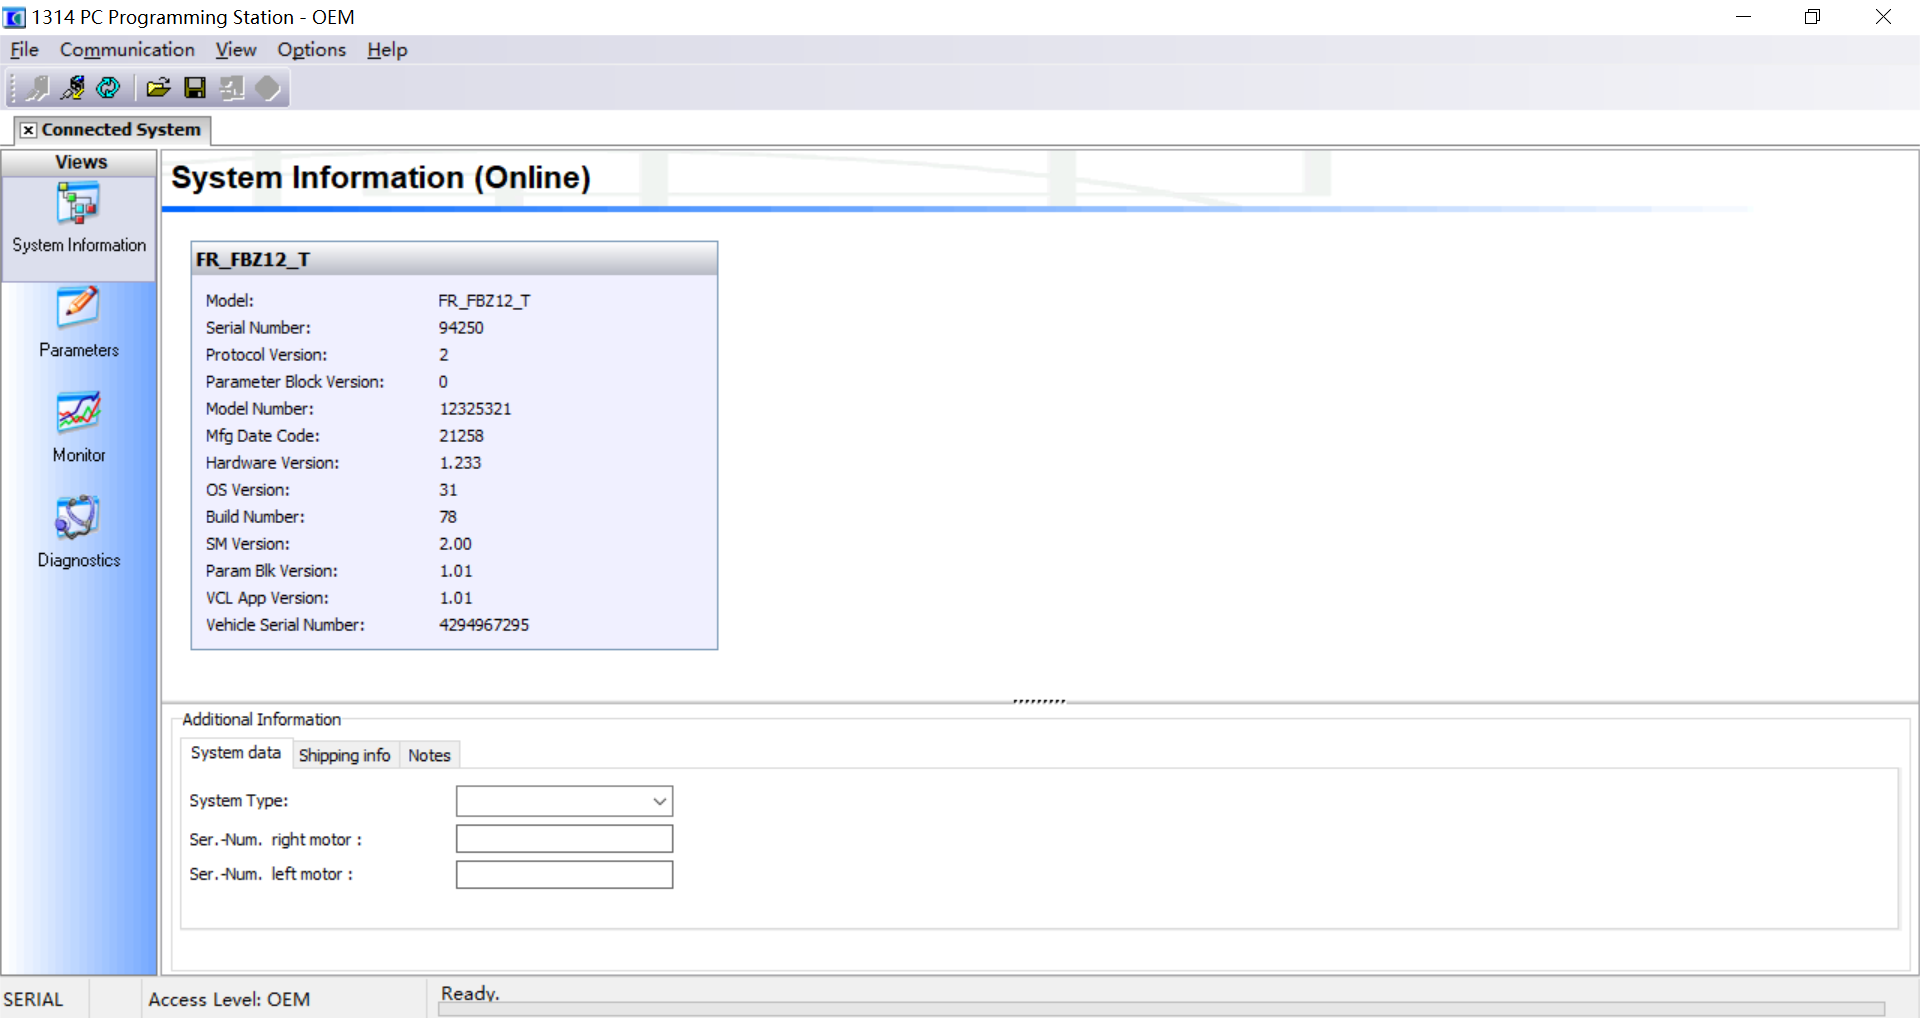 1314 PC Programming Station - OEM
File Communication View Options Help
Connected System
Views
System Information
Parameters
Monitor
Diagnostics
System Information (Online)
FR_FBZ12_T
Model: FR_FBZ12_T
Serial Number: 94250
Protocol Version: 2
Parameter Block Version: 0
Model Number: 12325321
Mfg Date Code: 21258
Hardware Version: 1.233
OS Version: 31
Build Number: 78
SM Version: 2.00
Param Blk Version: 1.01
VCL App Version: 1.01
Vehicle Serial Number: 4294967295
Additional Information
System data Shipping info Notes
System Type:
Ser.-Num. right motor :
Ser.-Num. left motor :
SERIAL Access Level: OEM Ready.